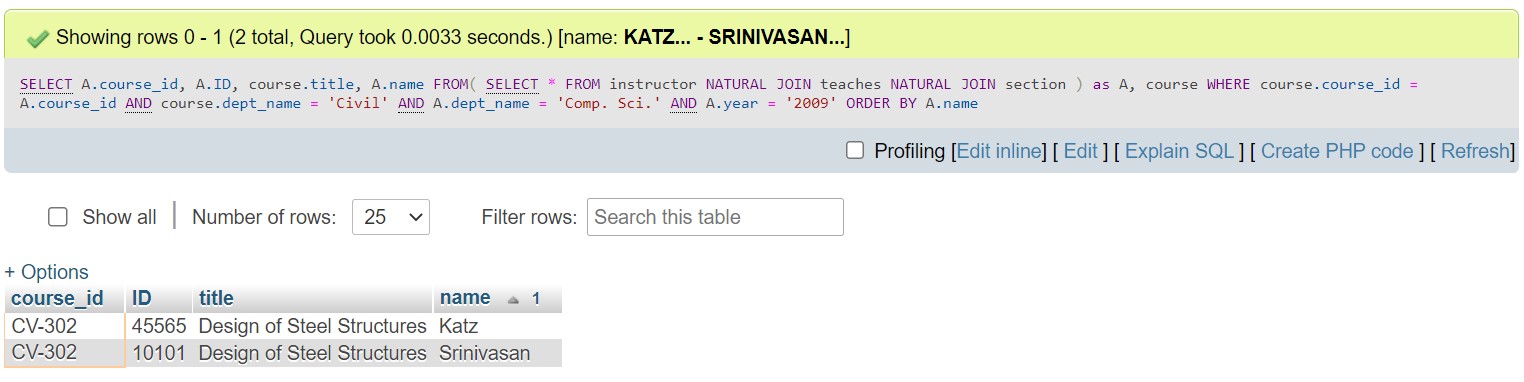 Showing rows 0 - 1 (2 total, Query took 0.0033 seconds.) [name: KATZ... - SRINIVASAN...]
SELECT A.course_id, A.ID, course.title, A.name FROM( SELECT * FROM instructor NATURAL JOIN teaches NATURAL JOIN section ) as A, course WHERE course.course_id =
A.course_id AND course.dept_name = 'Civil' AND A.dept_name = 'Comp. Sci.' AND A.year = '2009' ORDER BY A.name
Profiling [Edit inline] [ Edit ] [ Explain SQL ] [ Create PHP code ] [ Refresh]
Show all | Number of rows: 25 Filter rows: Search this table
+ Options
course_id ID title name 1
CV-302 45565 Design of Steel Structures Katz
CV-302 10101 Design of Steel Structures Srinivasan